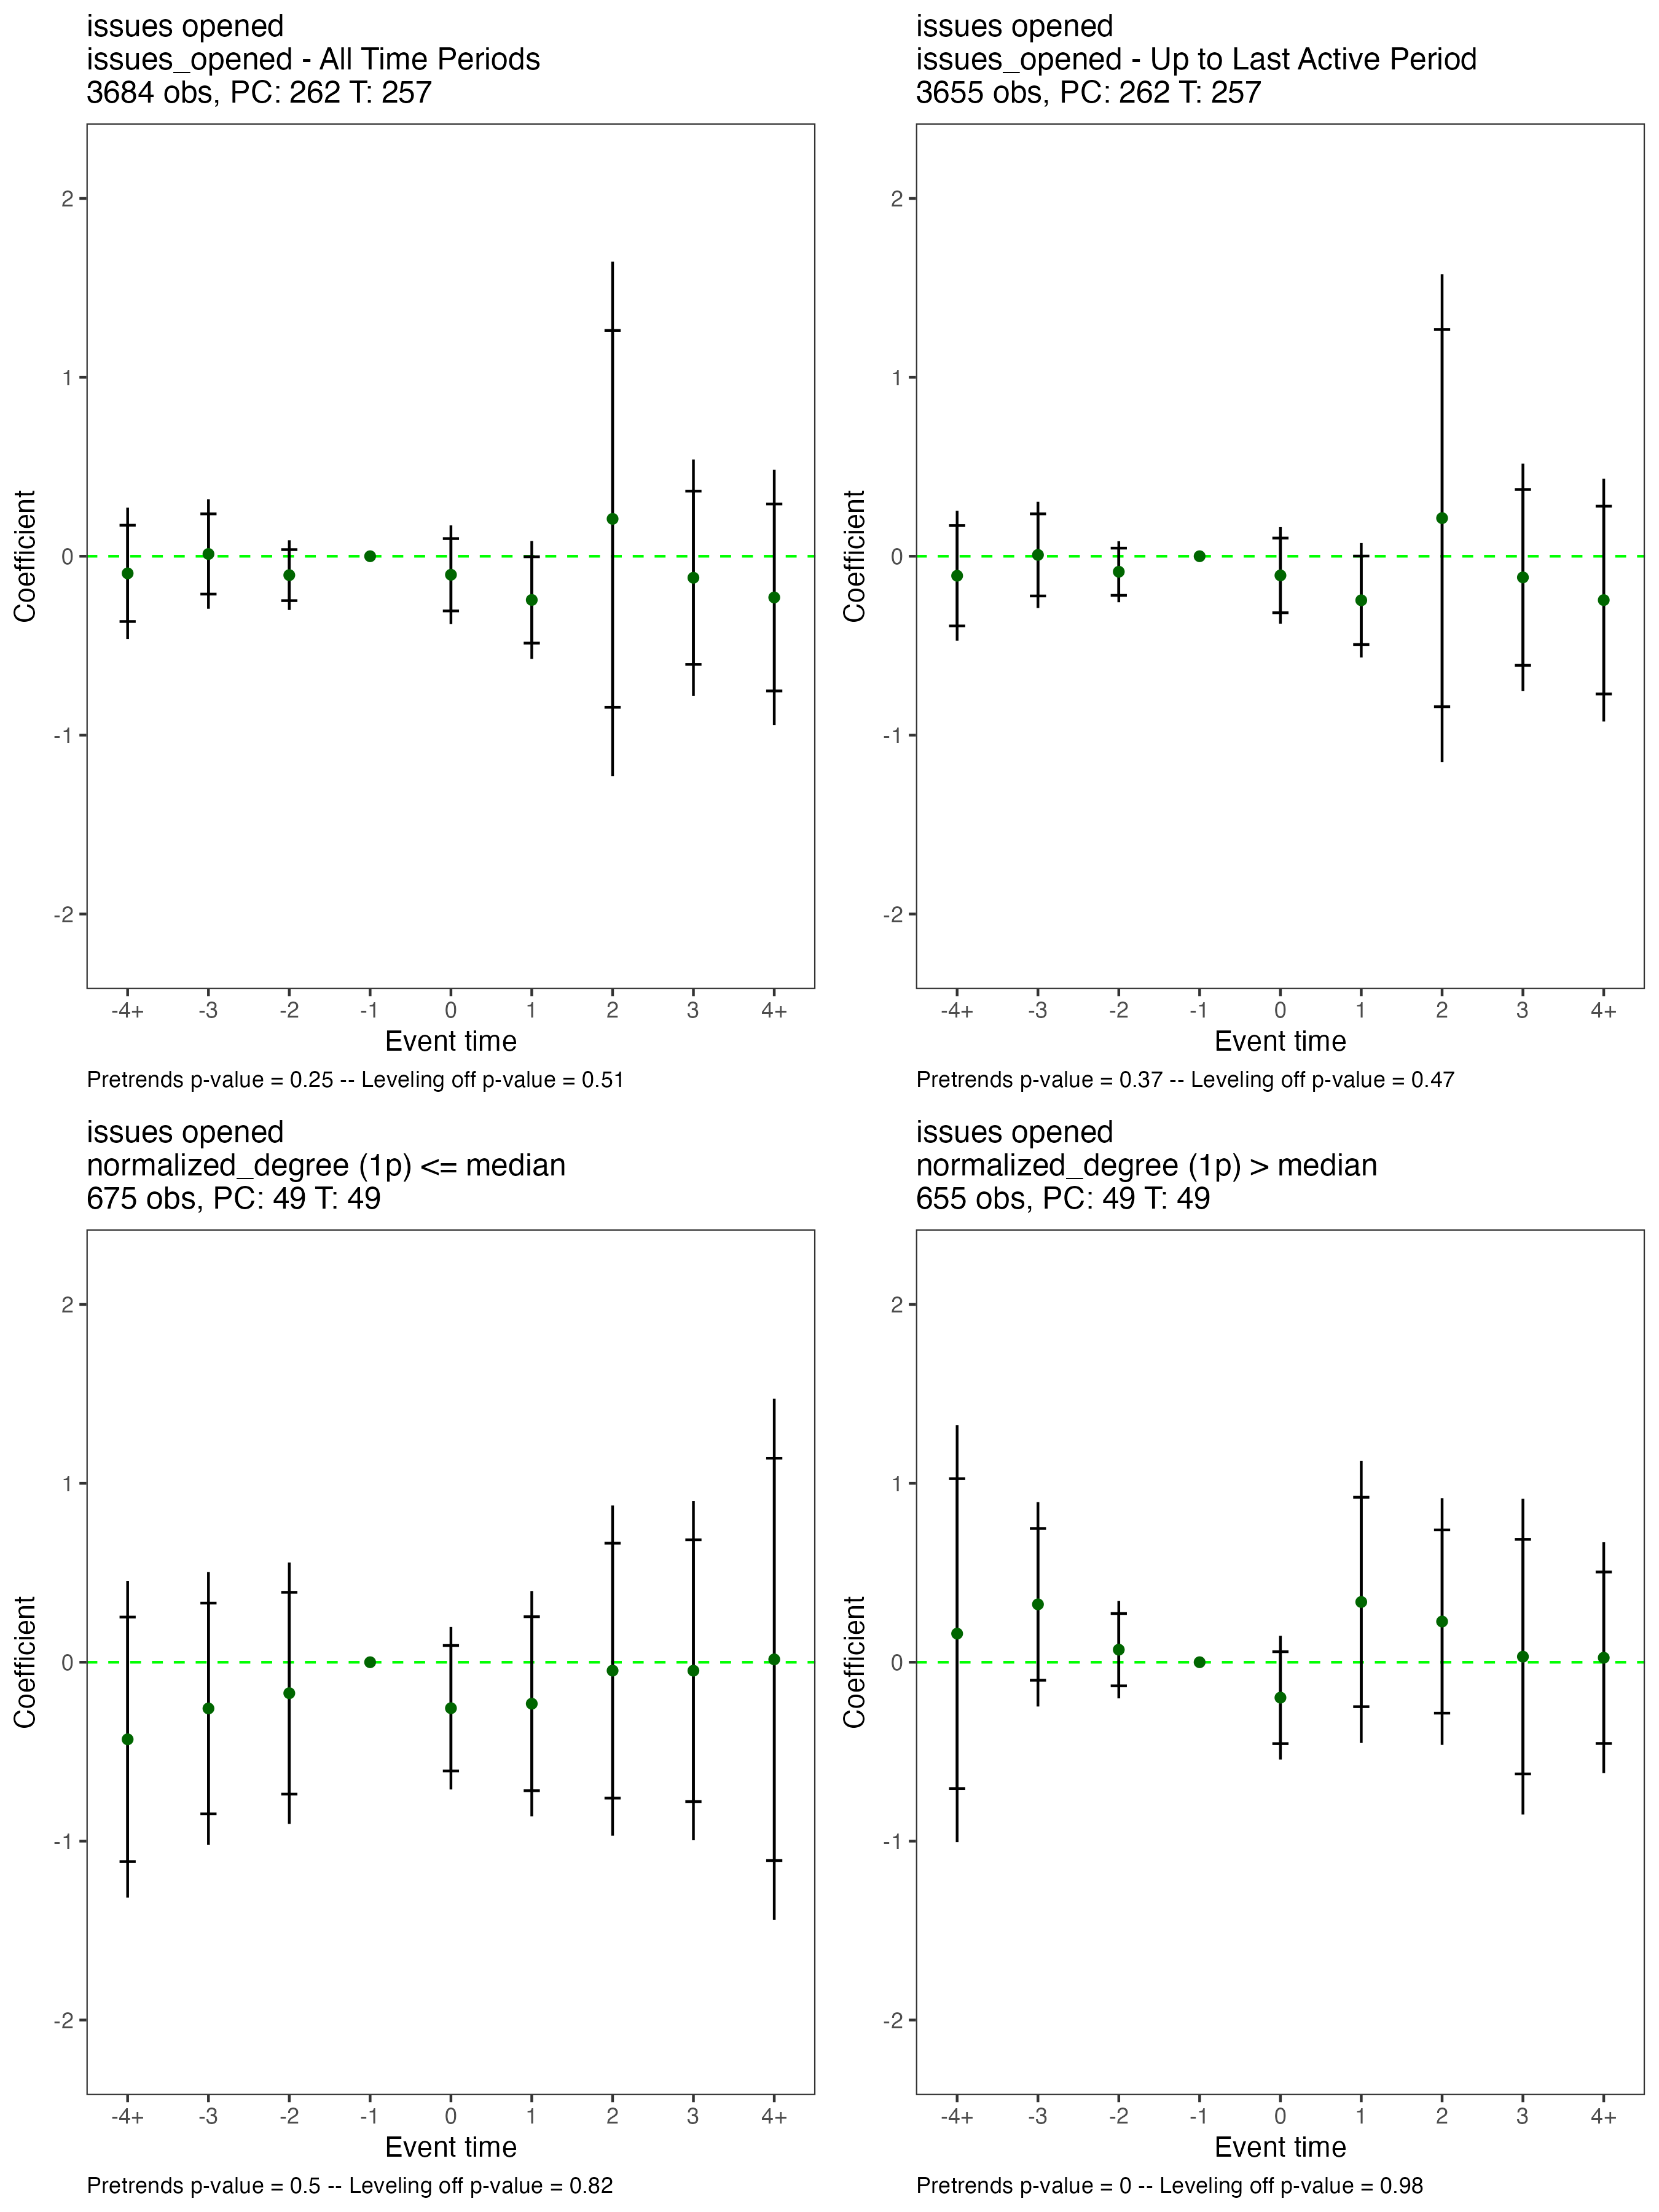 issues opened
issues_opened - All Time Periods
3684 obs, PC: 262 T: 257
2
1
0
-1
-2
Coefficient
-4+ -3 -2 -1 0 1 2 3 4+
Event time
Pretrends p-value = 0.25 -- Leveling off p-value = 0.51
issues opened
issues_opened - Up to Last Active Period
3655 obs, PC: 262 T: 257
2
1
0
-1
-2
Coefficient
-4+ -3 -2 -1 0 1 2 3 4+
Event time
Pretrends p-value = 0.37 -- Leveling off p-value = 0.47
issues opened
normalized_degree (1p) <= median
675 obs, PC: 49 T: 49
2
1
0
-1
-2
Coefficient
-4+ -3 -2 -1 0 1 2 3 4+
Event time
Pretrends p-value = 0.5 -- Leveling off p-value = 0.82
issues opened
normalized_degree (1p) > median
655 obs, PC: 49 T: 49
2
1
0
-1
-2
Coefficient
-4+ -3 -2 -1 0 1 2 3 4+
Event time
Pretrends p-value = 0 -- Leveling off p-value = 0.98